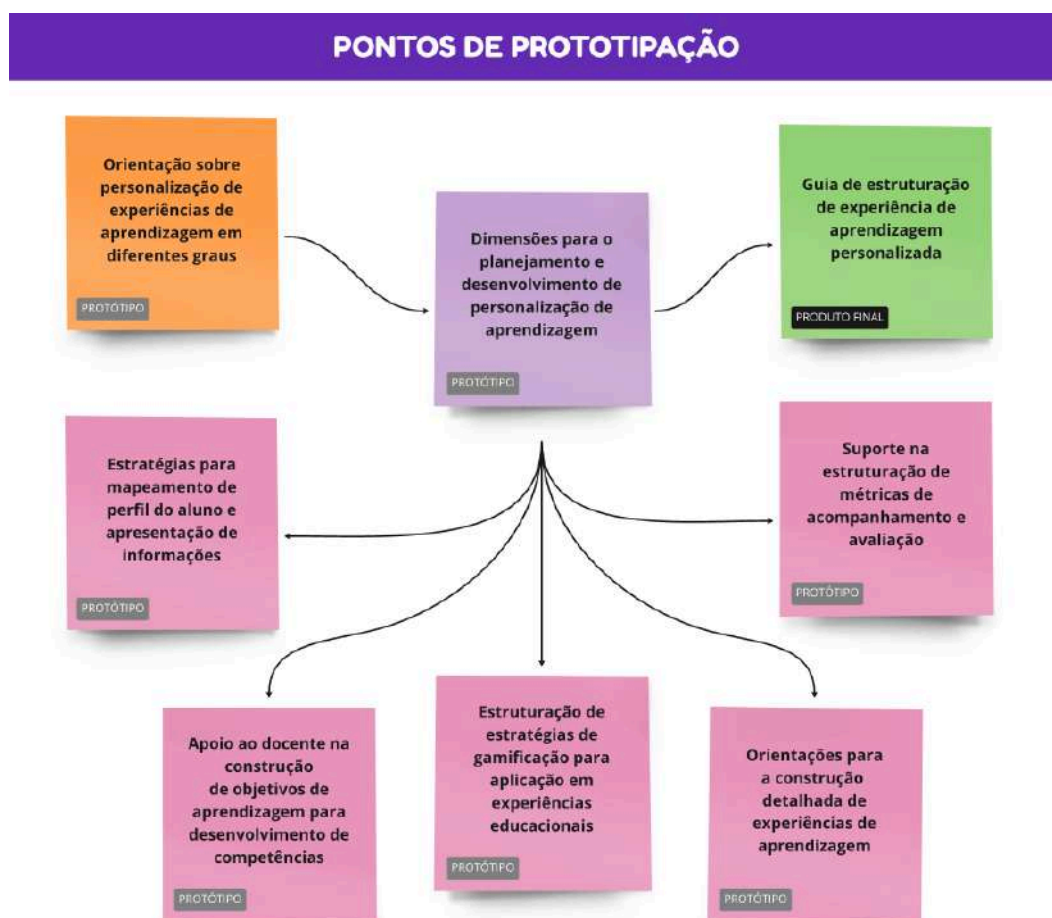 PONTOS DE PROTOTIPAÇÃO
Orientação sobre
personalização de
experiências de
aprendizagem em
diferentes graus
PROTÓTIPO
Dimensões para o
planejamento e
desenvolvimento de
personalização de
aprendizagem
PROTÓTIPO
Guia de estruturação
de experiência de
aprendizagem
personalizada
PRODUTO FINAL
Estratégias para
mapeamento de
perfil do aluno e
apresentação de
informações
PROTÓTIPO
Suporte na
estruturação de
métricas de
acompanhamento e
avaliação
PROTÓTIPO
Apoio ao docente na
construção
de objetivos de
aprendizagem para
desenvolvimento de
competências
PROTÓTIPO
Estruturação de
estratégias de
gamificação para
aplicação em
experiências
educacionais
PROTÓTIPO
Orientações para
a construção
detalhada de
experiências de
aprendizagem
PROTÓTIPO